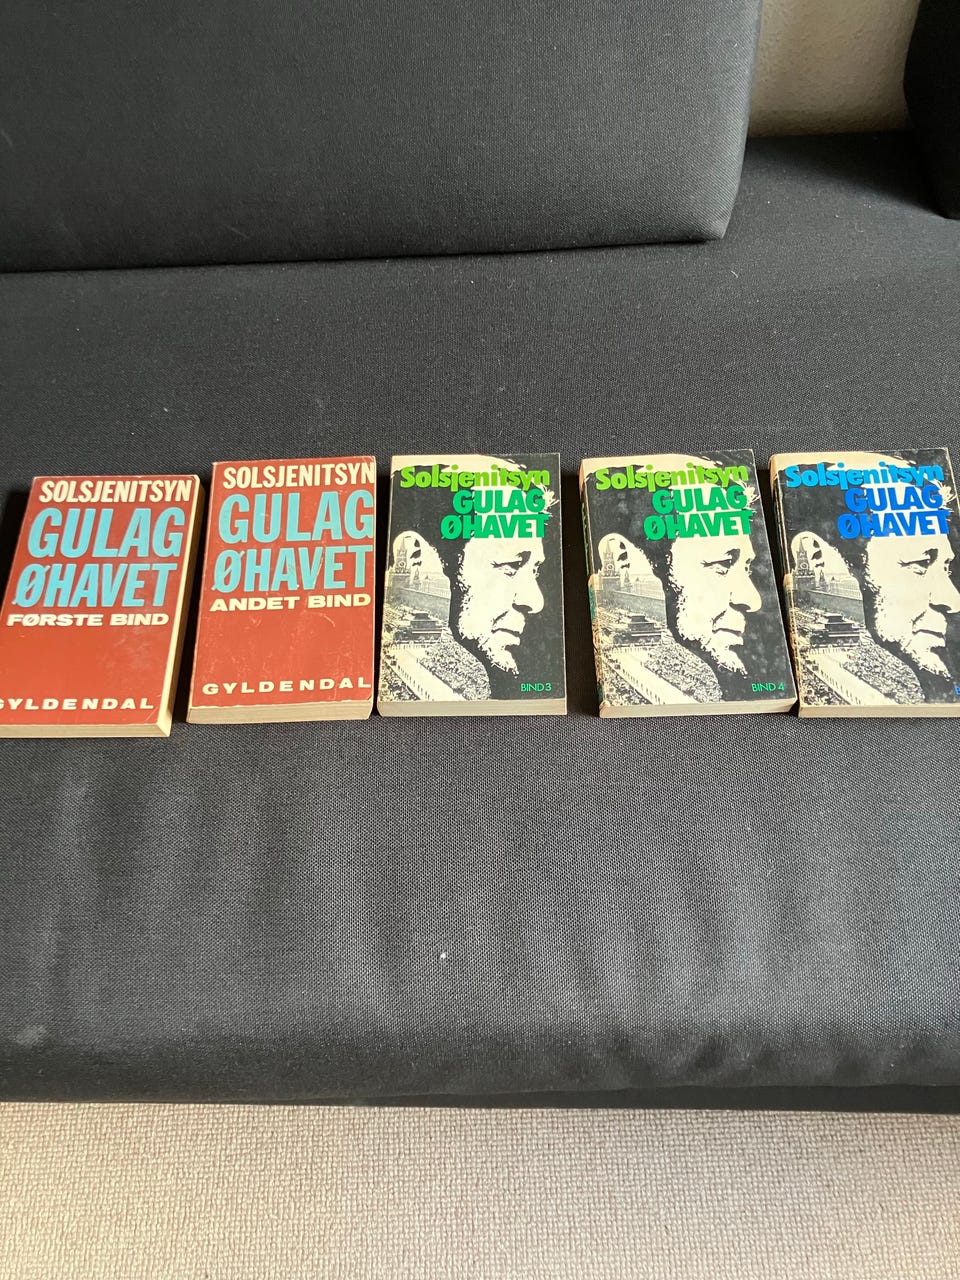 SOLSJENITSYN
GULAG
ØHAVET
FØRSTE BIND
GYLDENDAL
SOLSJENITSYN
GULAG
ØHAVET
ANDET BIND
GYLDENDAL
Solsjenitsyn
GULAG
ØHAVET
BIND 3
Solsjenitsyn
GULAG
ØHAVET
BIND 4
Solsjenitsyn
GULAG
ØHAVET